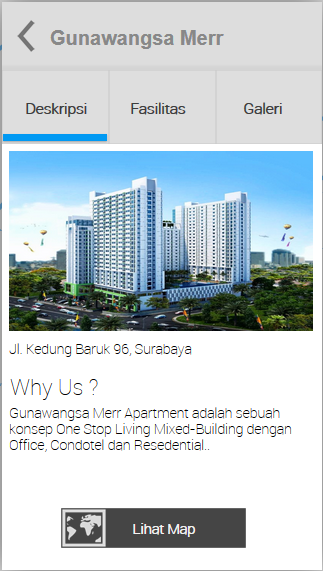 Gunawangsa Merr
Deskripsi
Fasilitas
Galeri
Jl. Kedung Baruk 96, Surabaya
Why Us ?
Gunawangsa Merr Apartment adalah sebuah
konsep One Stop Living Mixed-Building dengan
Office, Condotel dan Resedential..
Lihat Map